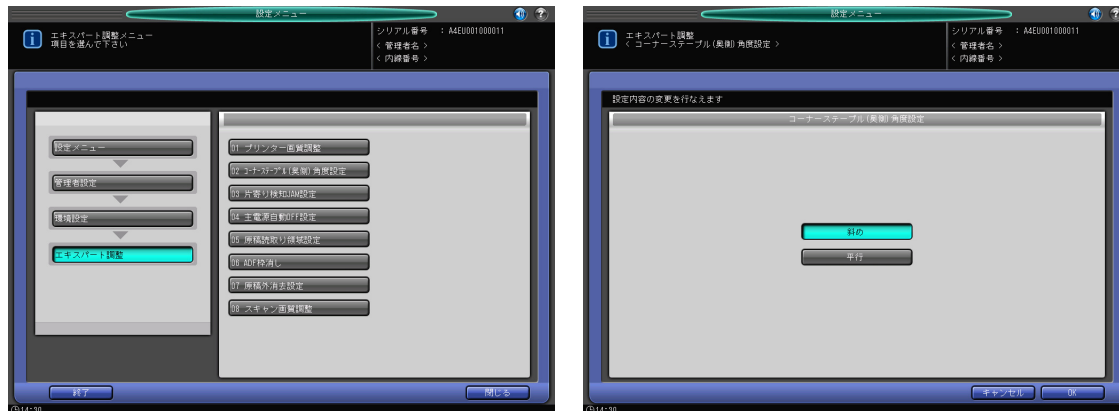 設定メニュー
エキスパート調整メニュー
項目を選んで下さい
シリアル番号 : A4EU001000011
< 管理者名 >
< 内線番号 >
設定メニュー
管理者設定
環境設定
エキスパート調整
01 プリンター画質調整
02 コーナーステープル(奥側)角度設定
03 片寄り検知JAM設定
04 主電源自動OFF設定
05 原稿読取り領域設定
06 ADF枠消し
07 原稿外消去設定
08 スキャン画質調整
終了
閉じる
14:30
設定メニュー
エキスパート調整
< コーナーステープル(奥側)角度設定 >
シリアル番号 : A4EU001000011
< 管理者名 >
< 内線番号 >
設定内容の変更を行なえます
コーナーステープル(奥側)角度設定
斜め
平行
キャンセル
OK
14:30